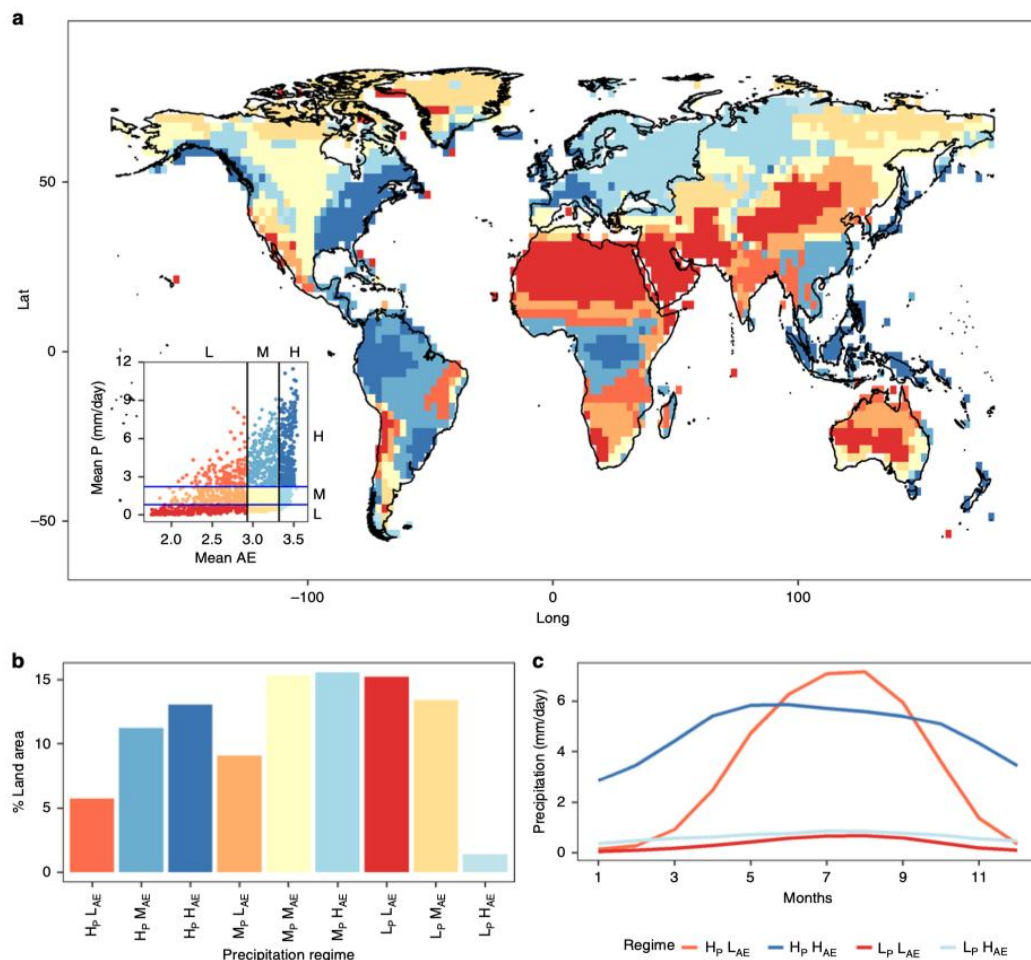 a
50
0
−50
Lat
−100
0
100
Long
L M H
12
9
6
3
0
Mean P (mm/day)
H
M
L
2.0 2.5 3.0 3.5
Mean AE
b
15
10
5
0
% Land area
HP LAE
HP MAE
HP HAE
MP LAE
MP MAE
MP HAE
LP LAE
LP MAE
LP HAE
Precipitation regime
c
6
4
2
0
Precipitation (mm/day)
1 3 5 7 9 11
Months
Regime HP LAE HP HAE LP LAE LP HAE